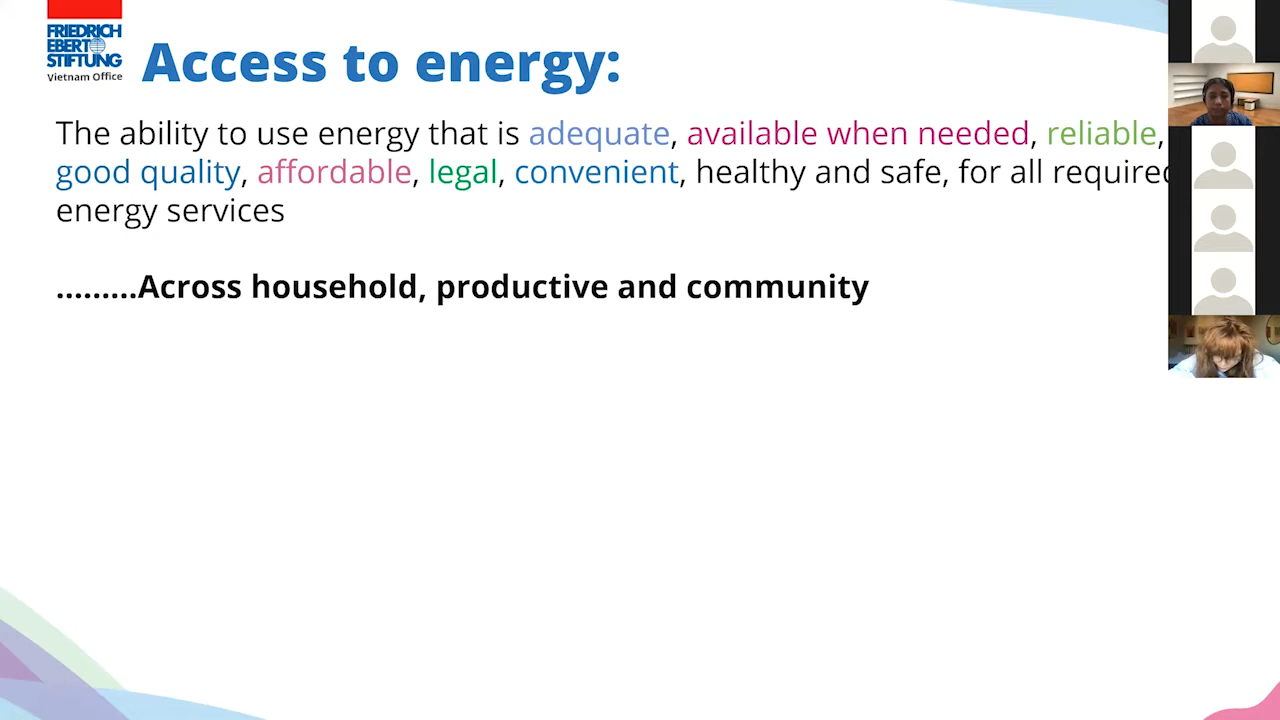 FRIEDRICH
EBERT
STIFTUNG
Vietnam Office
Access to energy:
The ability to use energy that is adequate, available when needed, reliable,
good quality, affordable, legal, convenient, healthy and safe, for all required
energy services
.........Across household, productive and community